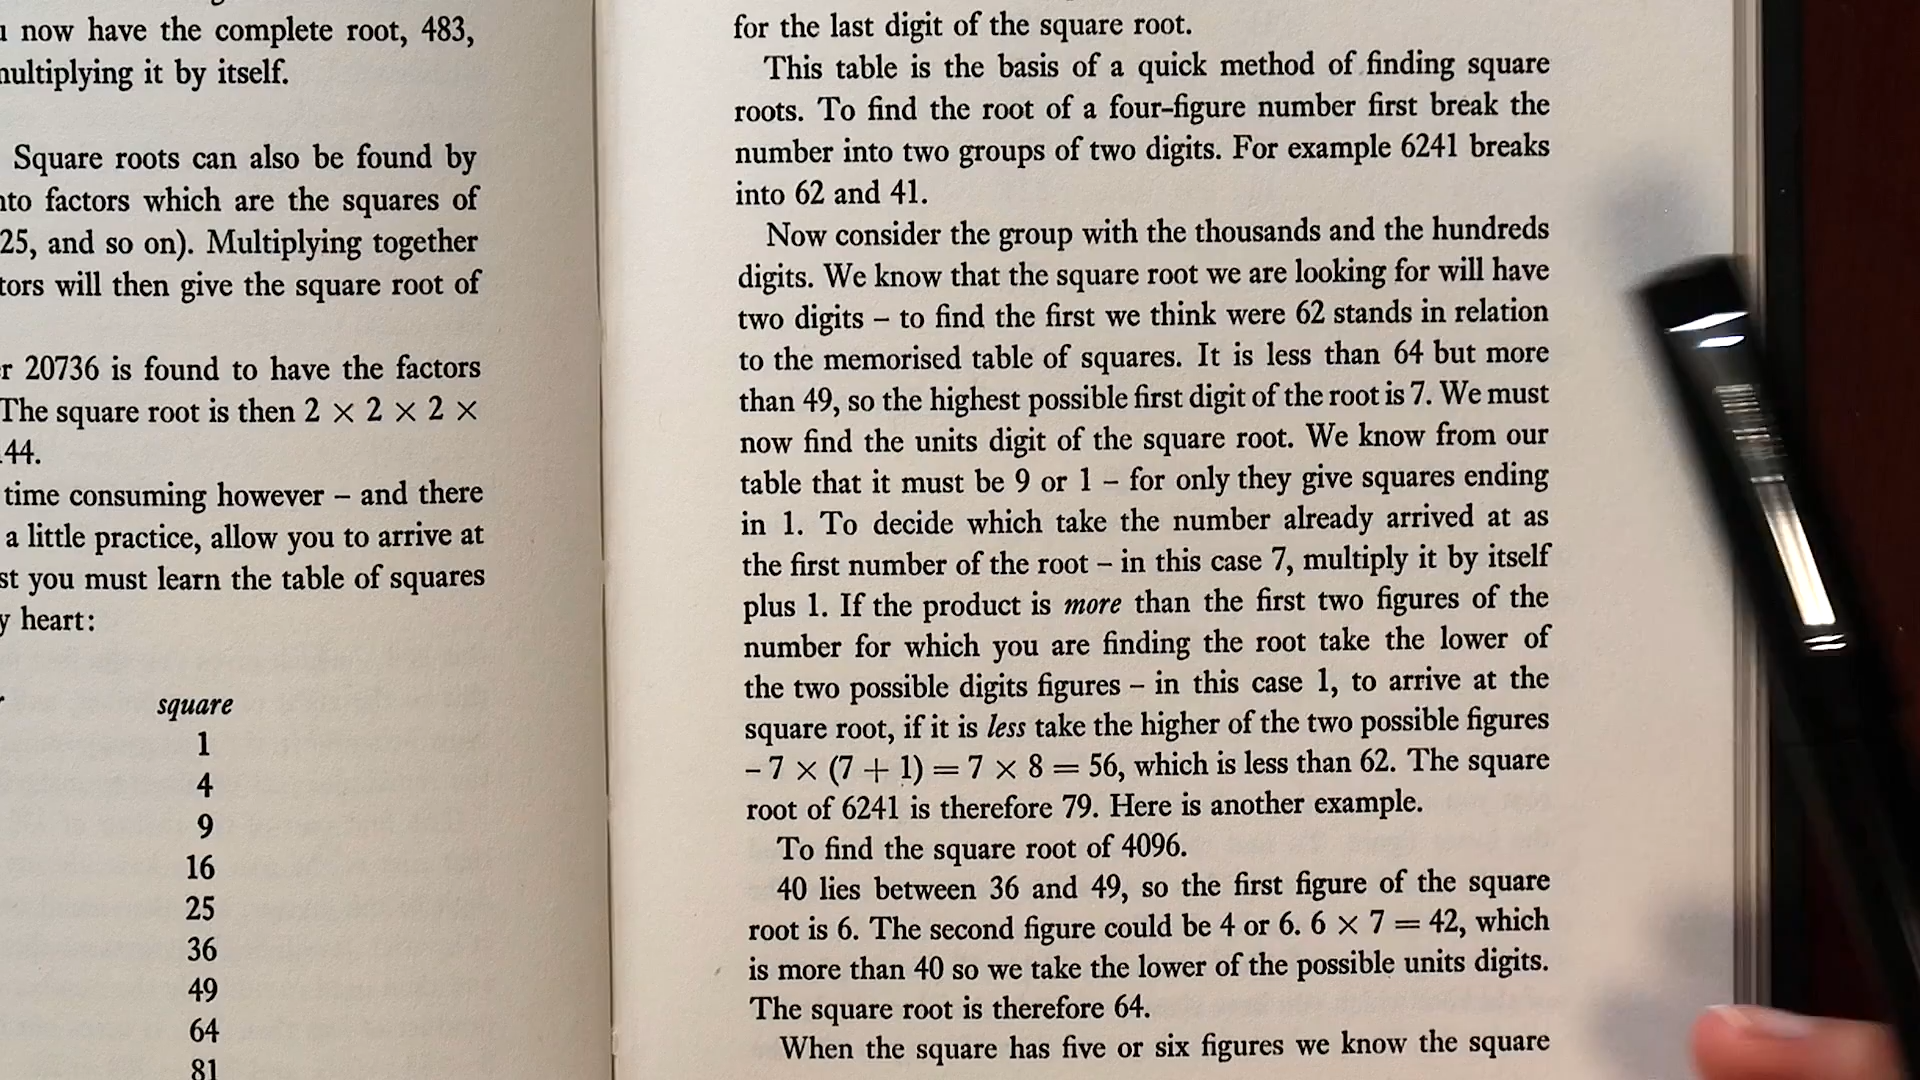 now have the complete root, 483,
multiplying it by itself.
Square roots can also be found by
factors which are the squares of
25, and so on). Multiplying together
will then give the square root of
20736 is found to have the factors
The square root is then 2 × 2 × 2 ×
44.
time consuming however – and there
a little practice, allow you to arrive at
you must learn the table of squares
heart:
square
1
4
9
16
25
36
49
64
81
for the last digit of the square root.
This table is the basis of a quick method of finding square
roots. To find the root of a four-figure number first break the
number into two groups of two digits. For example 6241 breaks
into 62 and 41.
Now consider the group with the thousands and the hundreds
digits. We know that the square root we are looking for will have
two digits – to find the first we think were 62 stands in relation
to the memorised table of squares. It is less than 64 but more
than 49, so the highest possible first digit of the root is 7. We must
now find the units digit of the square root. We know from our
table that it must be 9 or 1 – for only they give squares ending
in 1. To decide which take the number already arrived at as
the first number of the root – in this case 7, multiply it by itself
plus 1. If the product is more than the first two figures of the
number for which you are finding the root take the lower of
the two possible digits figures – in this case 1, to arrive at the
square root, if it is less take the higher of the two possible figures
– 7 × (7 + 1) = 7 × 8 = 56, which is less than 62. The square
root of 6241 is therefore 79. Here is another example.
To find the square root of 4096.
40 lies between 36 and 49, so the first figure of the square
root is 6. The second figure could be 4 or 6. 6 × 7 = 42, which
is more than 40 so we take the lower of the possible units digits.
The square root is therefore 64.
When the square has five or six figures we know the square